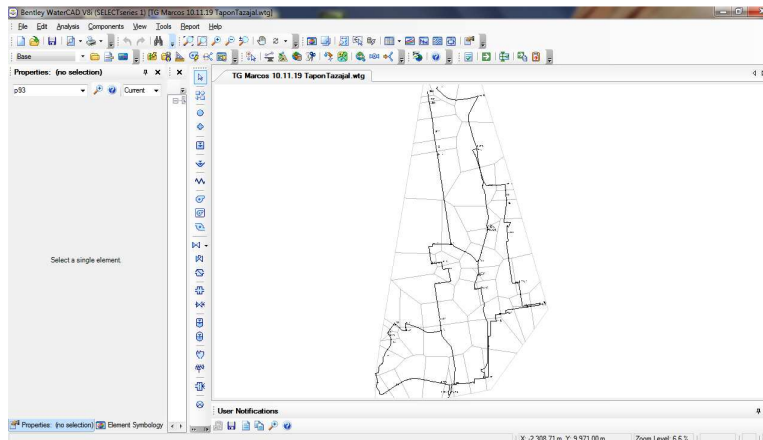 Bentley WaterCAD V8i (SELECTseries 1) [TG Marcos 10.11.19 TaponTazajal.wtg]
File Edit Analysis Components View Tools Report Help
Base
Properties: (no selection)
TG Marcos 10.11.19 TaponTazajal.wtg
p93
Current
Select a single element.
User Notifications
Properties: (no selection) Element Symbology
X: -2,308.71 m, Y: 9,971.00 m
Zoom Level: 6.6 %